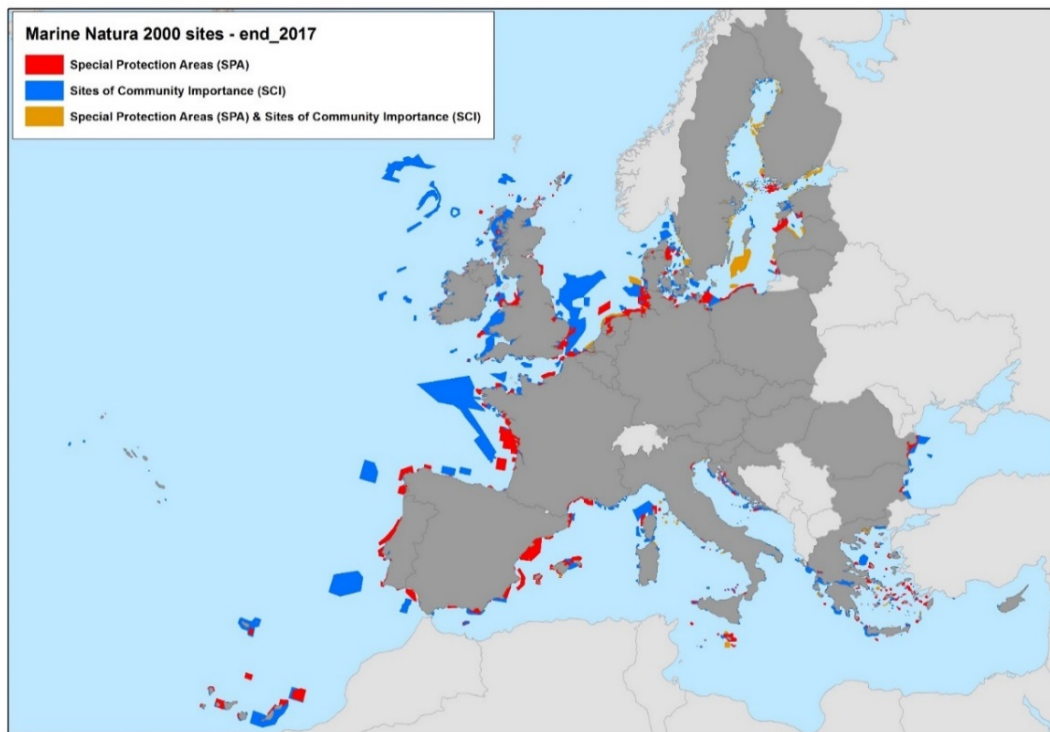 Marine Natura 2000 sites - end_2017
Special Protection Areas (SPA)
Sites of Community Importance (SCI)
Special Protection Areas (SPA) & Sites of Community Importance (SCI)